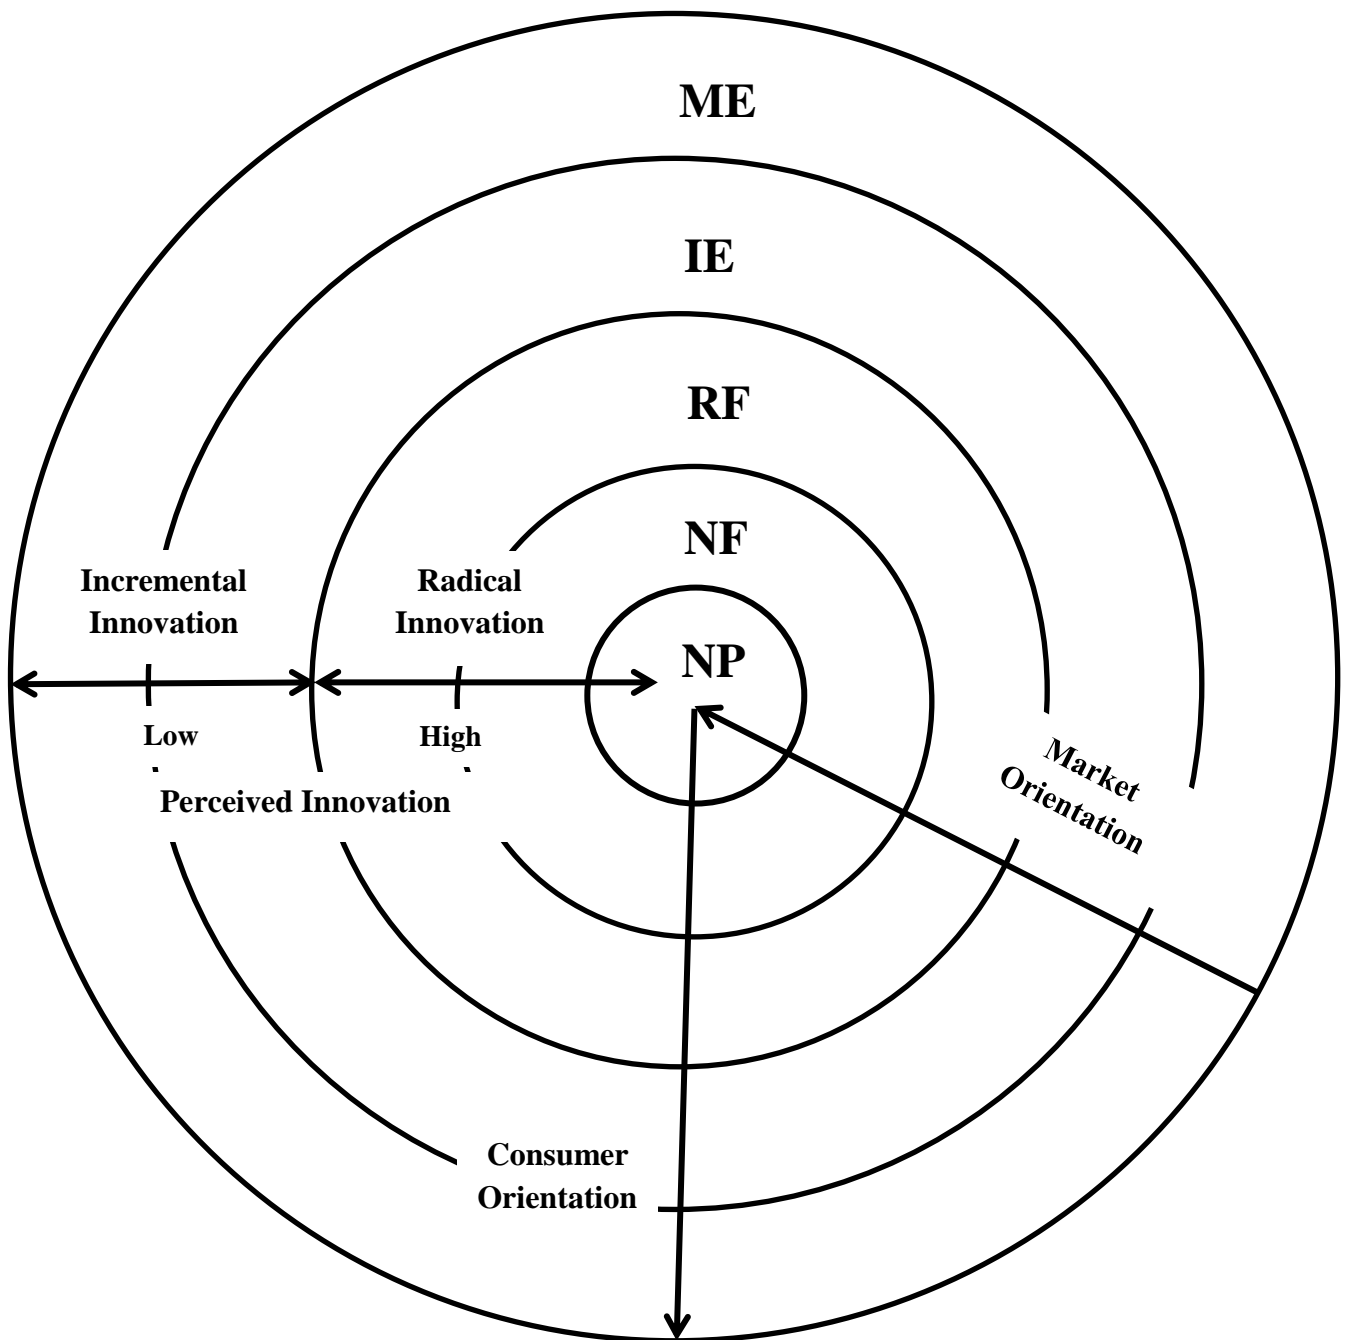 ME
IE
RF
NF
Incremental
Innovation
Radical
Innovation
NP
Low
High
Perceived Innovation
Market
Orientation
Consumer
Orientation